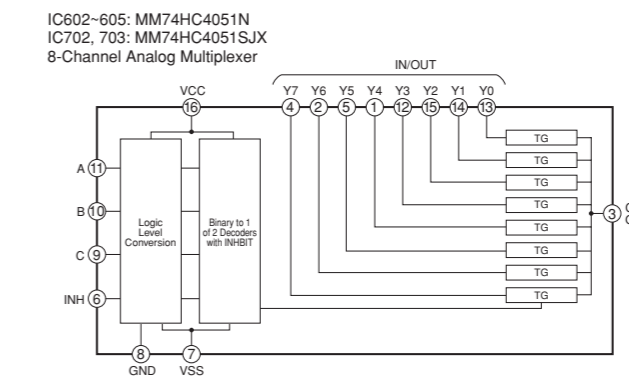 IC602~605: MM74HC4051N
IC702, 703: MM74HC4051SJX
8-Channel Analog Multiplexer
IN/OUT
VCC Y7 Y6 Y5 Y4 Y3 Y2 Y1 Y0
16 4 2 5 1 12 15 14 13
TG
TG
TG
TG
TG
TG
TG
TG
A 11
B 10
C 9
INH 6
Logic
Level
Conversion
Binary to 1
of 2 Decoders
with INHBIT
3
8 7
GND VSS